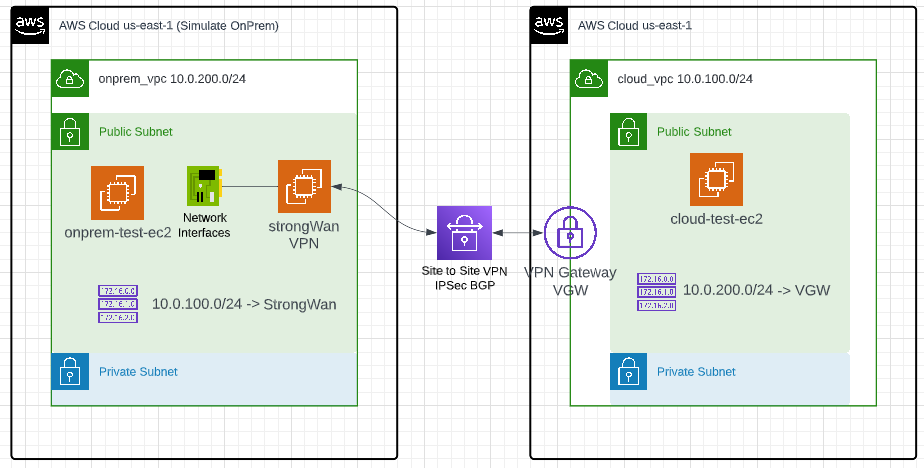 aws
AWS Cloud us-east-1 (Simulate OnPrem)
onprem_vpc 10.0.200.0/24
Public Subnet
onprem-test-ec2
Network
Interfaces
strongWan
VPN
172.16.0.0
172.16.1.0
172.16.2.0
10.0.100.0/24 -> StrongWan
Private Subnet
Site to Site VPN
IPSec BGP
aws
AWS Cloud us-east-1
cloud_vpc 10.0.100.0/24
Public Subnet
cloud-test-ec2
VPN Gateway
VGW
172.16.0.0
172.16.1.0
172.16.2.0
10.0.200.0/24 -> VGW
Private Subnet